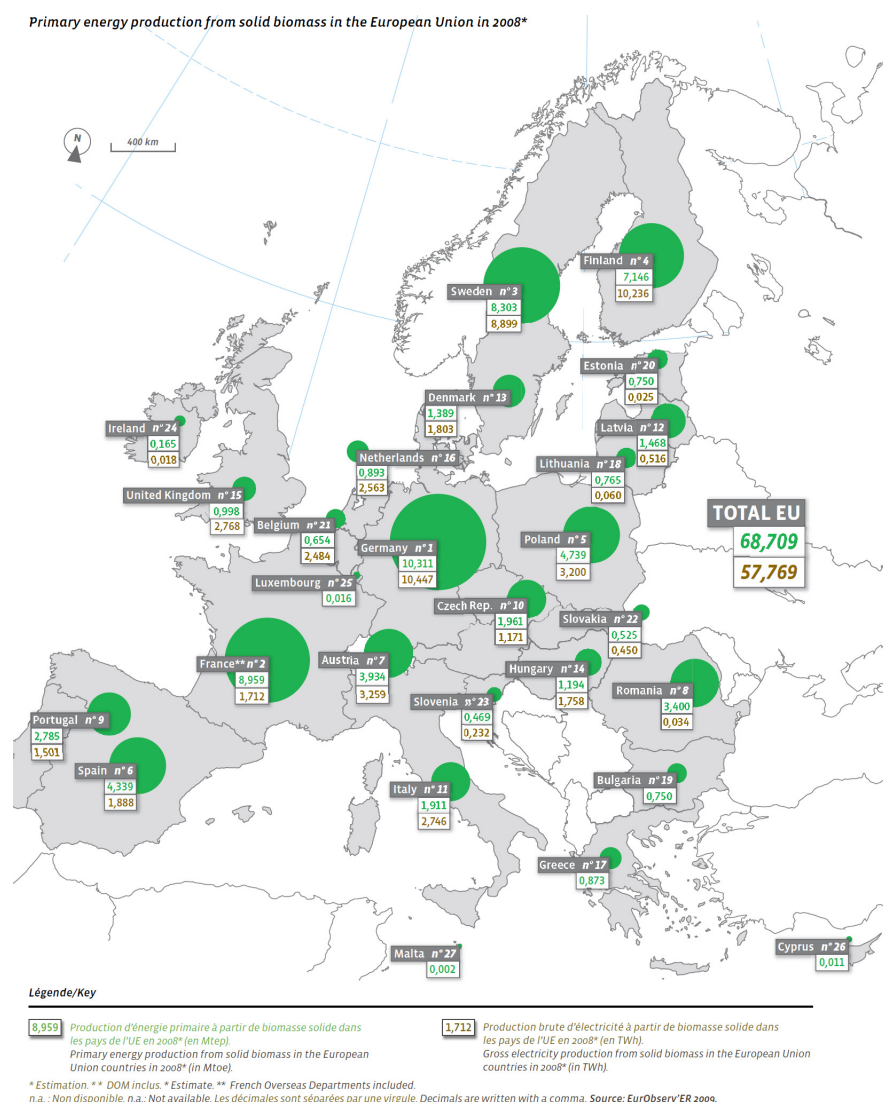 Primary energy production from solid biomass in the European Union in 2008*
N
400 km
Finland n°4
7,146
10,236
Sweden n°3
8,303
8,899
Estonia n°20
0,750
0,025
Denmark n°13
1,389
1,803
Latvia n°12
1,468
0,516
Ireland n°24
0,165
0,018
Netherlands n°16
0,893
2,563
Lithuania n°18
0,765
0,060
United Kingdom n°15
0,998
2,768
Belgium n°21
0,654
2,484
Germany n°1
10,311
10,447
Poland n°5
4,739
3,200
TOTAL EU
68,709
57,769
Luxembourg n°25
0,016
Czech Rep. n°10
1,961
1,171
Slovakia n°22
0,525
0,450
France** n°2
8,959
1,712
Austria n°7
3,934
3,259
Hungary n°14
1,194
1,758
Romania n°8
3,400
0,034
Slovenia n°23
0,469
0,232
Portugal n°9
2,785
1,501
Spain n°6
4,339
1,888
Italy n°11
1,911
2,746
Bulgaria n°19
0,750
Greece n°17
0,873
Malta n°27
0,002
Cyprus n°26
0,011
Légende/Key
8,959
Production d'énergie primaire à partir de biomasse solide dans
les pays de l'UE en 2008* (en Mtep).
Primary energy production from solid biomass in the European
Union countries in 2008* (in Mtoe).
1,712
Production brute d'électricité à partir de biomasse solide dans
les pays de l'UE en 2008* (en TWh).
Gross electricity production from solid biomass in the European Union
countries in 2008* (in TWh).
* Estimation. ** DOM inclus. * Estimate. ** French Overseas Departments included.
n.a. : Non disponible. n.a.: Not available. Les décimales sont séparées par une virgule. Decimals are written with a comma. Source: EurObserv'ER 2009.